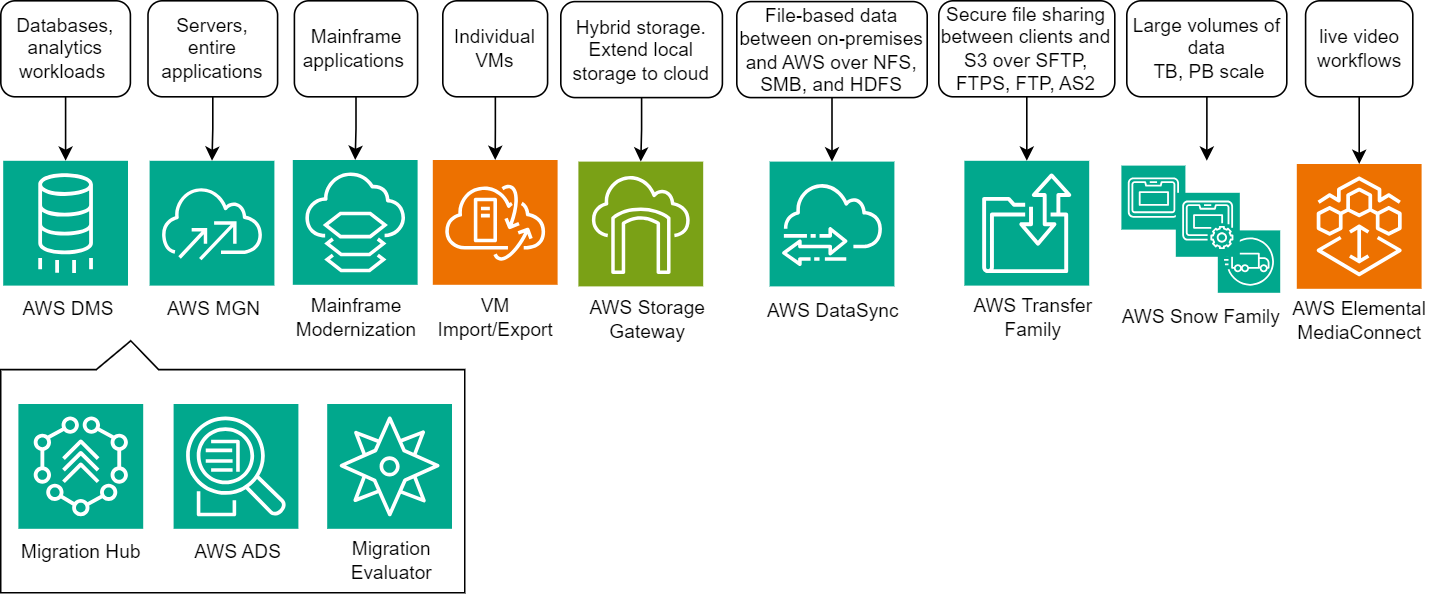 Databases,
analytics
workloads
Servers,
entire
applications
Mainframe
applications
Individual
VMs
Hybrid storage.
Extend local
storage to cloud
File-based data
between on-premises
and AWS over NFS,
SMB, and HDFS
Secure file sharing
between clients and
S3 over SFTP,
FTPS, FTP, AS2
Large volumes of
data
TB, PB scale
live video
workflows
AWS DMS
AWS MGN
Mainframe
Modernization
VM
Import/Export
AWS Storage
Gateway
AWS DataSync
AWS Transfer
Family
AWS Snow Family
AWS Elemental
MediaConnect
Migration Hub
AWS ADS
Migration
Evaluator